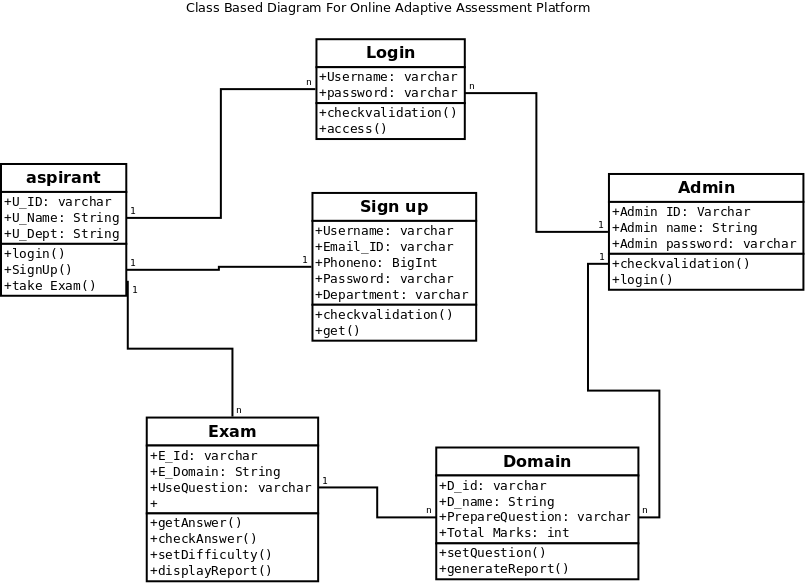 Class Based Diagram For Online Adaptive Assessment Platform
Login
+Username: varchar
+password: varchar
+checkvalidation()
+access()
n
n
aspirant
+U_ID: varchar
+U_Name: String
+U_Dept: String
+login()
+SignUp()
+take Exam()
1
1
1
Sign up
+Username: varchar
+Email_ID: varchar
+Phoneno: BigInt
+Password: varchar
+Department: varchar
+checkvalidation()
+get()
1
Admin
+Admin ID: Varchar
+Admin name: String
+Admin password: varchar
+checkvalidation()
+login()
1
1
Exam
+E_Id: varchar
+E_Domain: String
+UseQuestion: varchar
+
+getAnswer()
+checkAnswer()
+setDifficulty()
+displayReport()
n
1
Domain
+D_id: varchar
+D_name: String
+PrepareQuestion: varchar
+Total Marks: int
+setQuestion()
+generateReport()
n
n